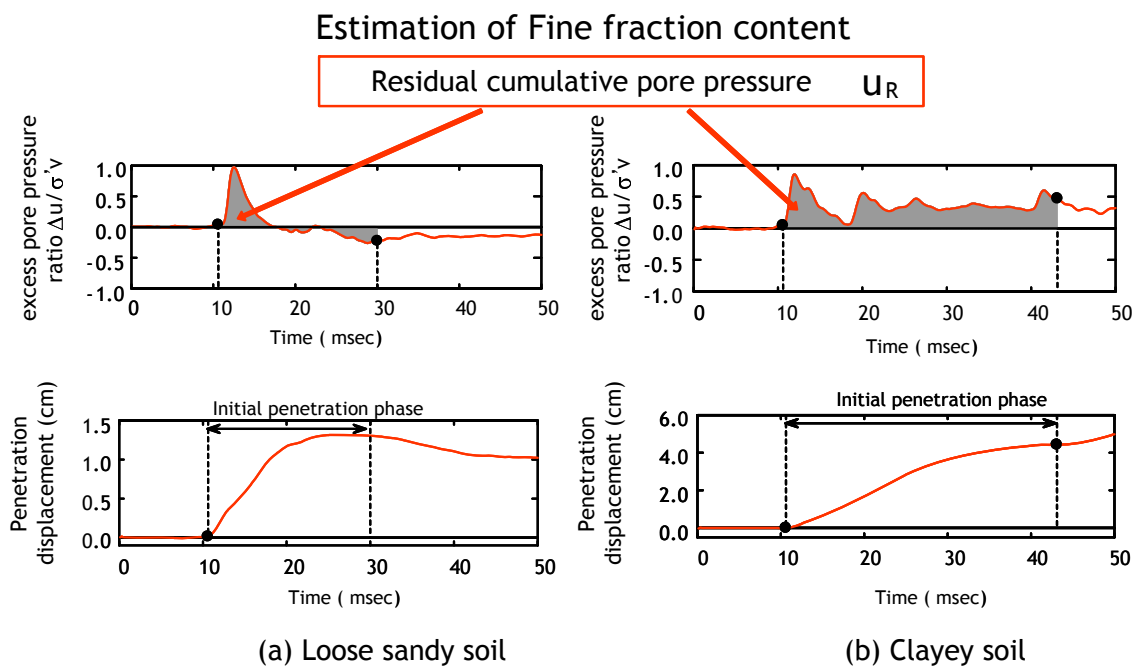 Estimation of Fine fraction content
Residual cumulative pore pressure uR
excess pore pressure
ratio Δu/σ'v
1.0
0.5
0.0
-0.5
-1.0
0 10 20 30 40 50
Time ( msec)
excess pore pressure
ratio Δu/σ'v
1.0
0.5
0.0
0.5
-1.0
0 10 20 30 40 50
Time ( msec)
Penetration
displacement (cm)
Initial penetration phase
1.5
1.0
0.5
0.0
0 10 20 30 40 50
Time ( msec)
Penetration
displacement (cm)
Initial penetration phase
6.0
4.0
2.0
0.0
0 10 20 30 40 50
Time ( msec)
(a) Loose sandy soil
(b) Clayey soil